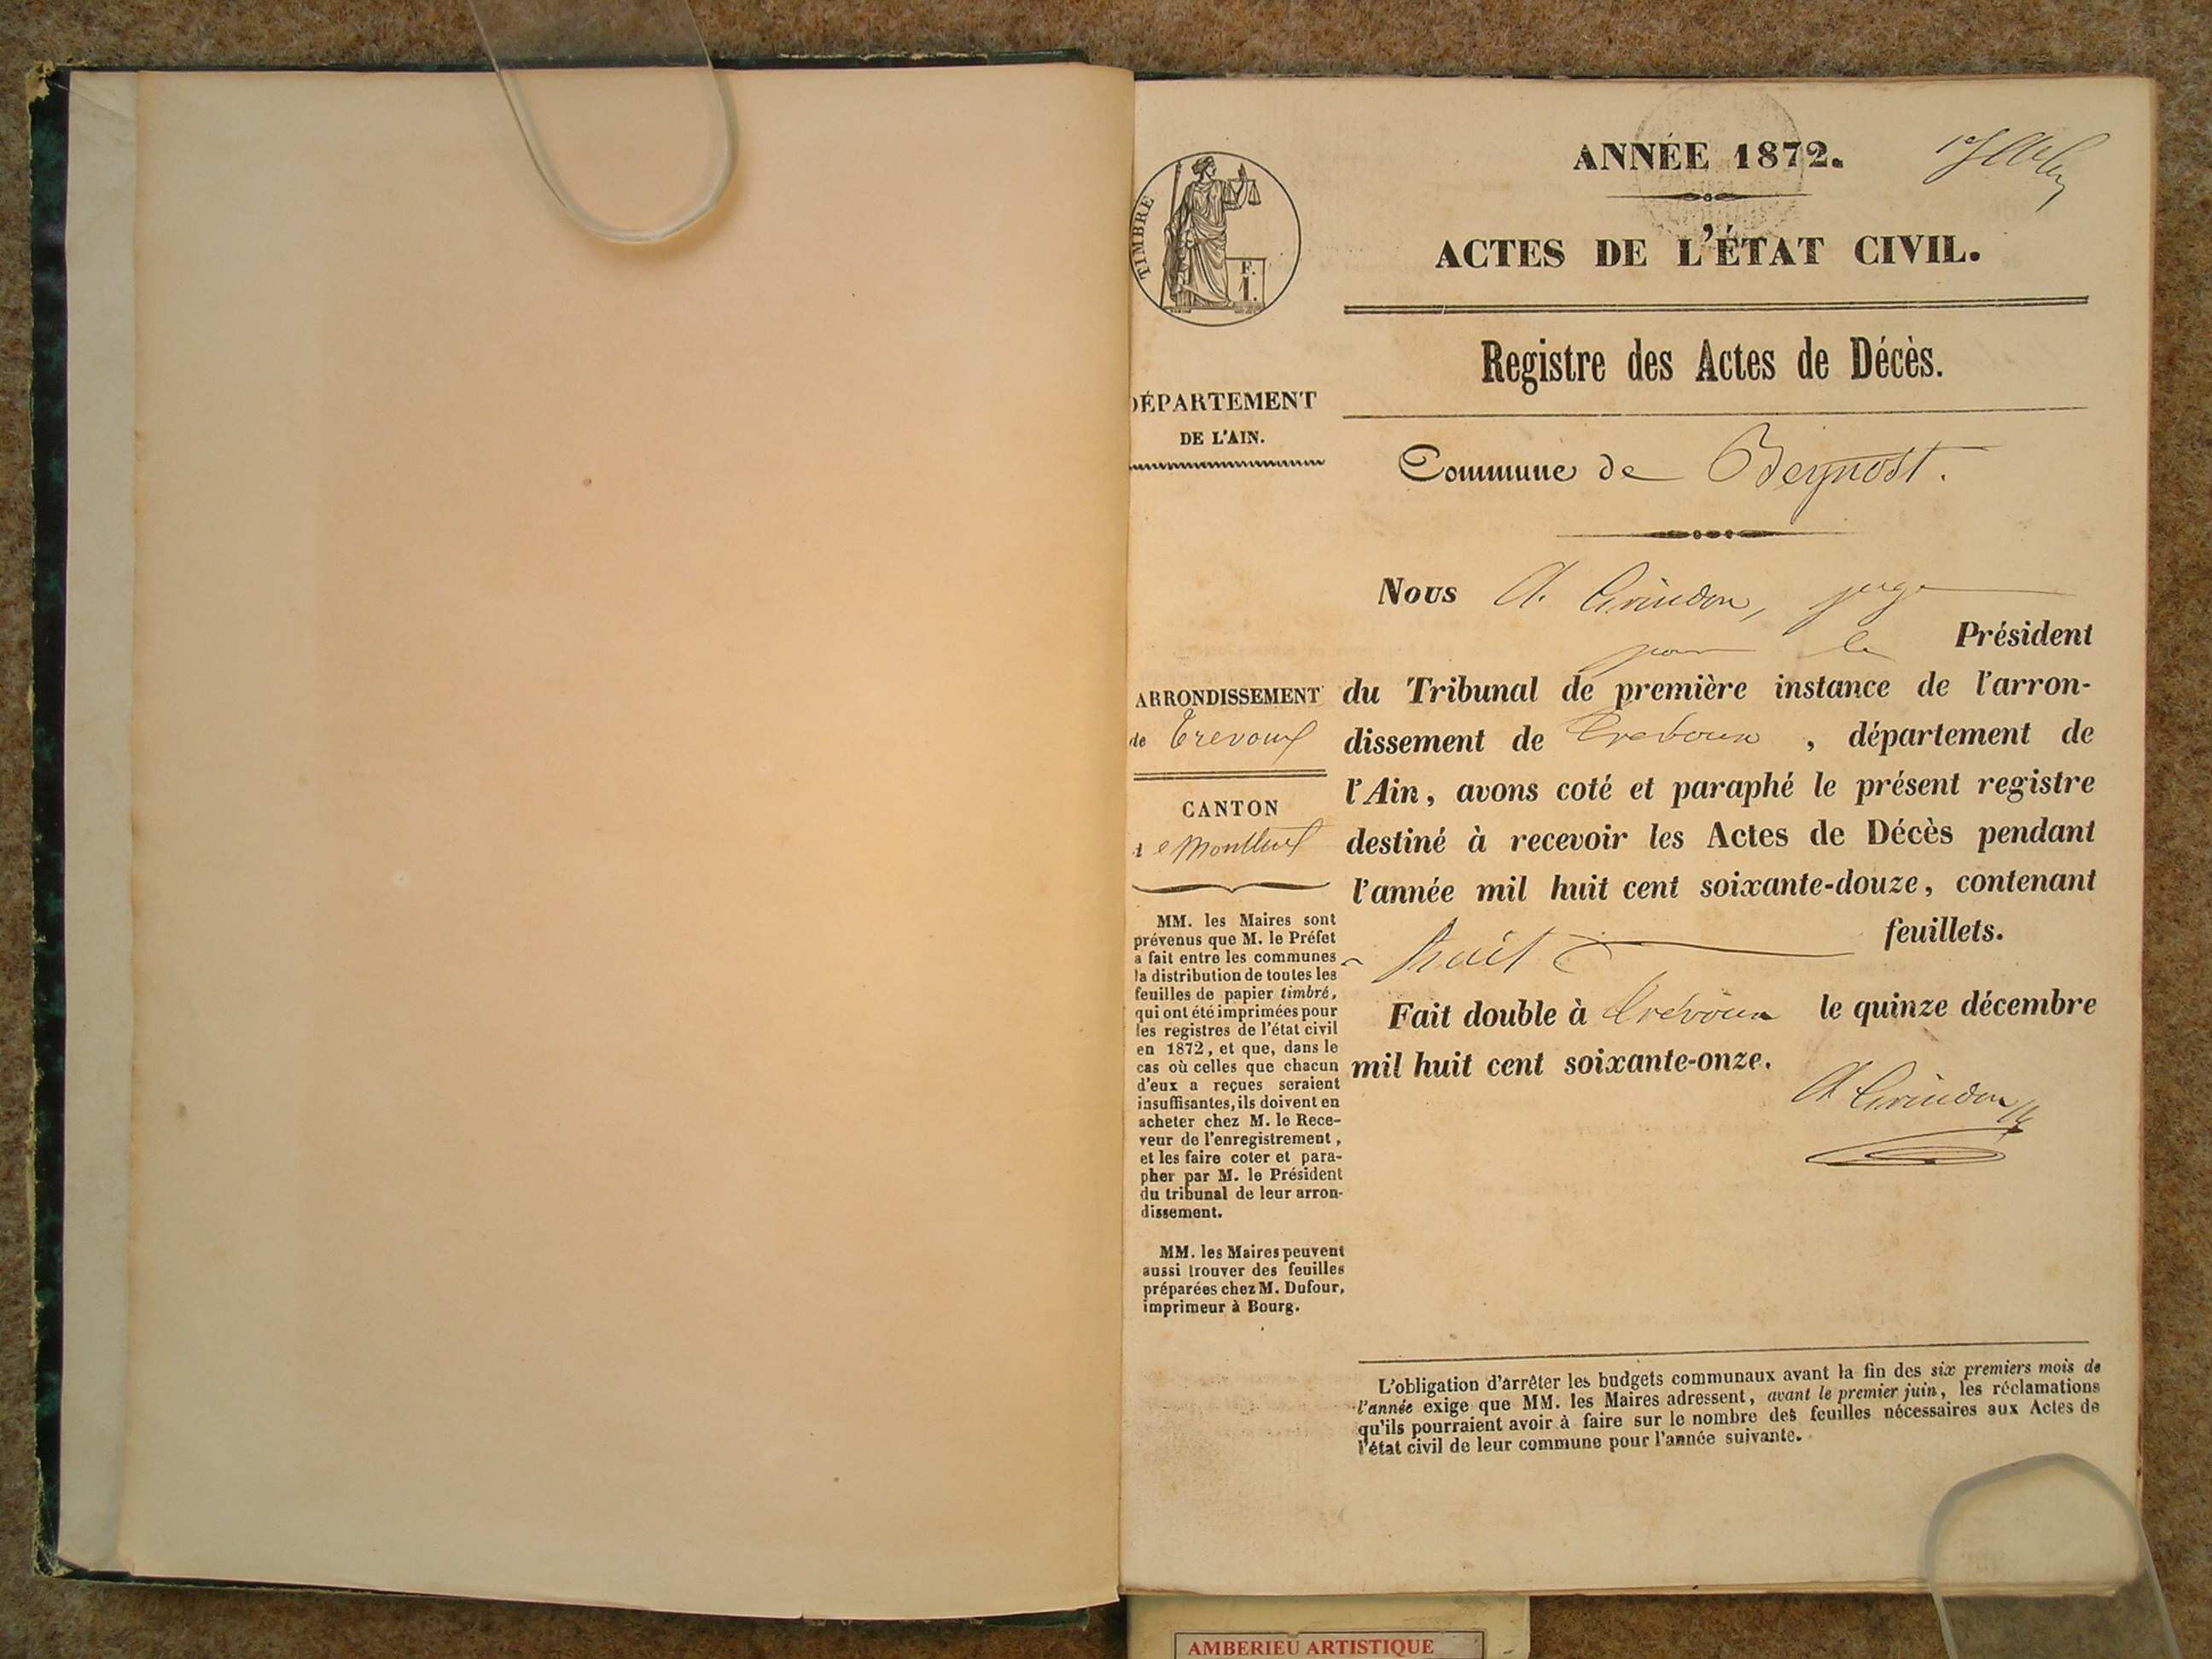 ANNÉE 1872.
ACTES DE L'ÉTAT CIVIL.
Registre des Actes de Décès.
Commune de Beynost.
TIMBRE
F.
1.
DÉPARTEMENT
DE L'AIN.
ARRONDISSEMENT
de Trevoux
CANTON
de Montluel
MM. les Maires sont
prévenus que M. le Préfet
a fait entre les communes
la distribution de toutes les
feuilles de papier timbré,
qui ont été imprimées pour
les registres de l'état civil
en 1872, et que, dans le
cas où celles que chacun
d'eux a reçues seraient
insuffisantes, ils doivent en
acheter chez M. le Rece-
veur de l'enregistrement,
et les faire coter et para-
pher par M. le Président
du tribunal de leur arron-
dissement.
MM. les Maires peuvent
aussi trouver des feuilles
préparées chez M. Dufour,
imprimeur à Bourg.
Nous A. Grindon, juge
pour le Président
du Tribunal de première instance de l'arron-
dissement de Trévoux, département de
l'Ain, avons coté et paraphé le présent registre
destiné à recevoir les Actes de Décès pendant
l'année mil huit cent soixante-douze, contenant
huit feuillets.
Fait double à Trévoux le quinze décembre
mil huit cent soixante-onze.
A Grindon
L'obligation d'arrêter les budgets communaux avant la fin des six premiers mois de
l'année exige que MM. les Maires adressent, avant le premier juin, les réclamations
qu'ils pourraient avoir à faire sur le nombre des feuilles nécessaires aux Actes de
l'état civil de leur commune pour l'année suivante.
AMBERIEU ARTISTIQUE